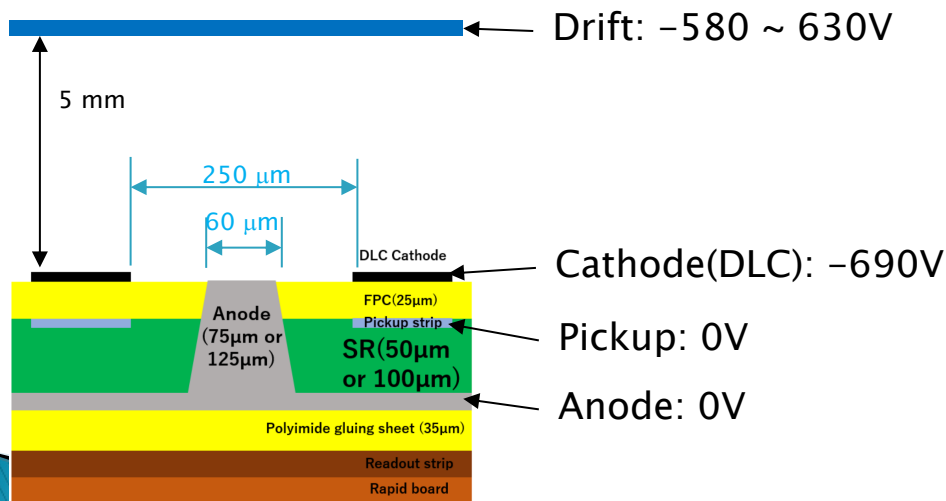 Drift: -580 ~ 630V
5 mm
250 μm
60 μm
DLC Cathode
Cathode(DLC): -690V
FPC(25μm)
Anode
(75μm or
125μm)
Pickup strip
Pickup: 0V
SR(50μm
or 100μm)
Anode: 0V
Polyimide gluing sheet (35μm)
Readout strip
Rapid board